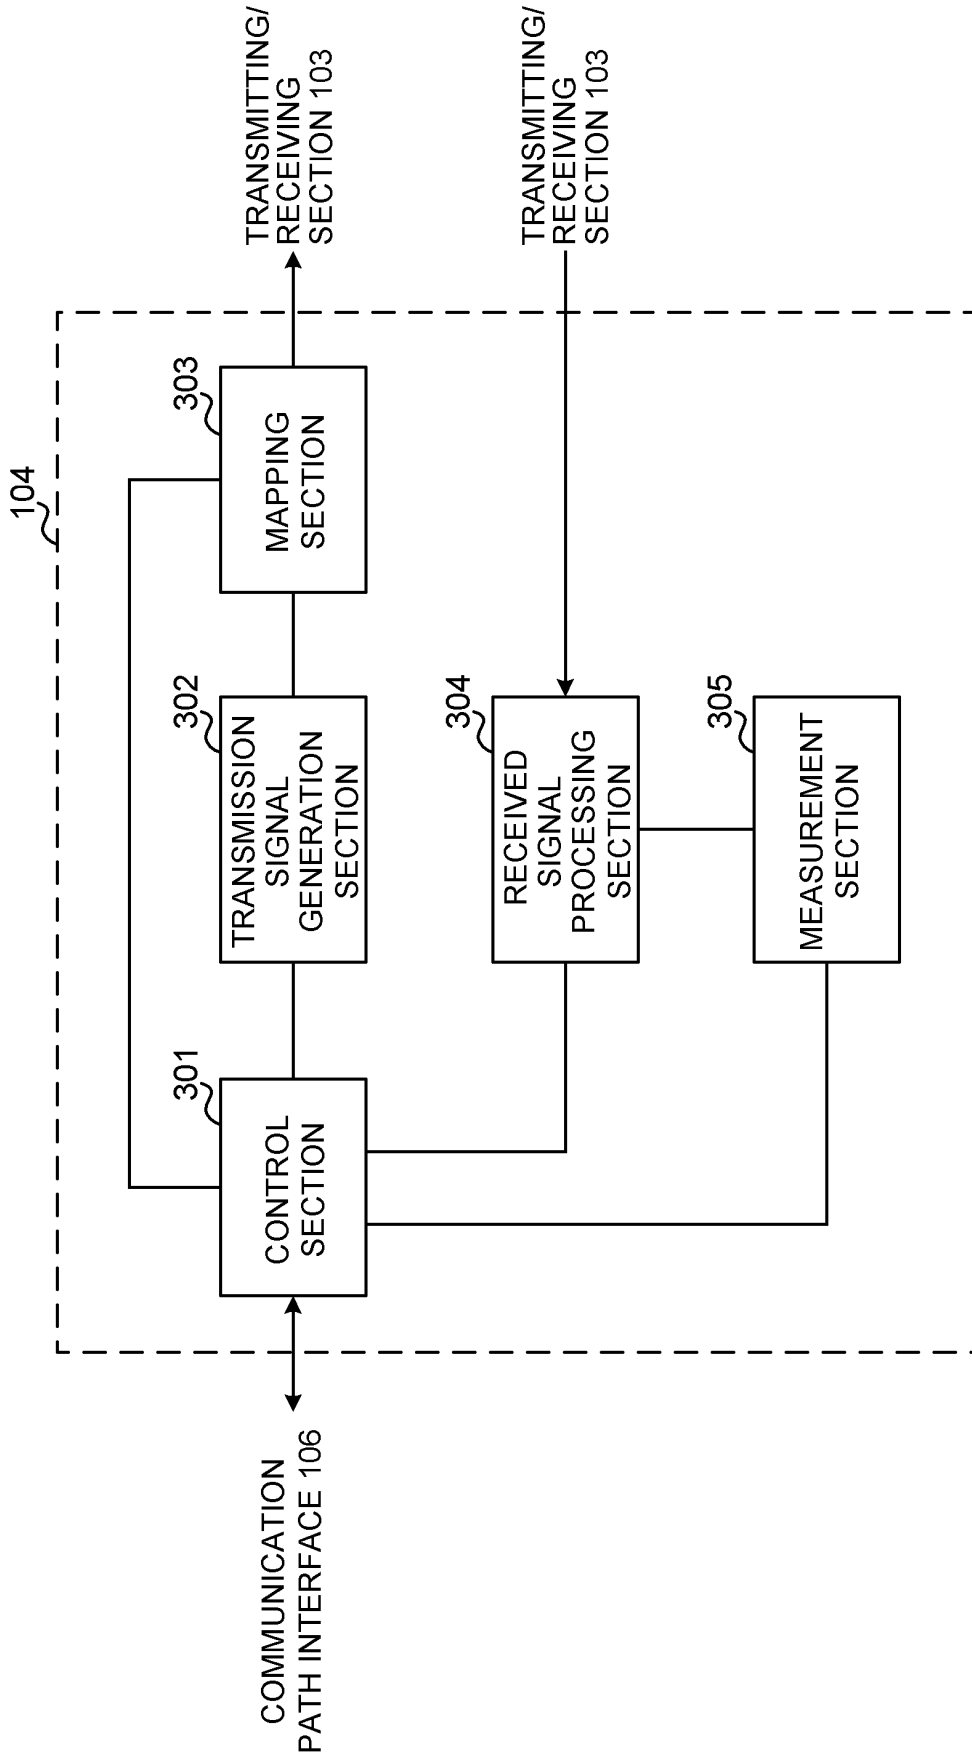 104
COMMUNICATION
PATH INTERFACE 106
301
CONTROL
SECTION
302
TRANSMISSION
SIGNAL
GENERATION
SECTION
303
MAPPING
SECTION
TRANSMITTING/
RECEIVING
SECTION 103
304
RECEIVED
SIGNAL
PROCESSING
SECTION
TRANSMITTING/
RECEIVING
SECTION 103
305
MEASUREMENT
SECTION